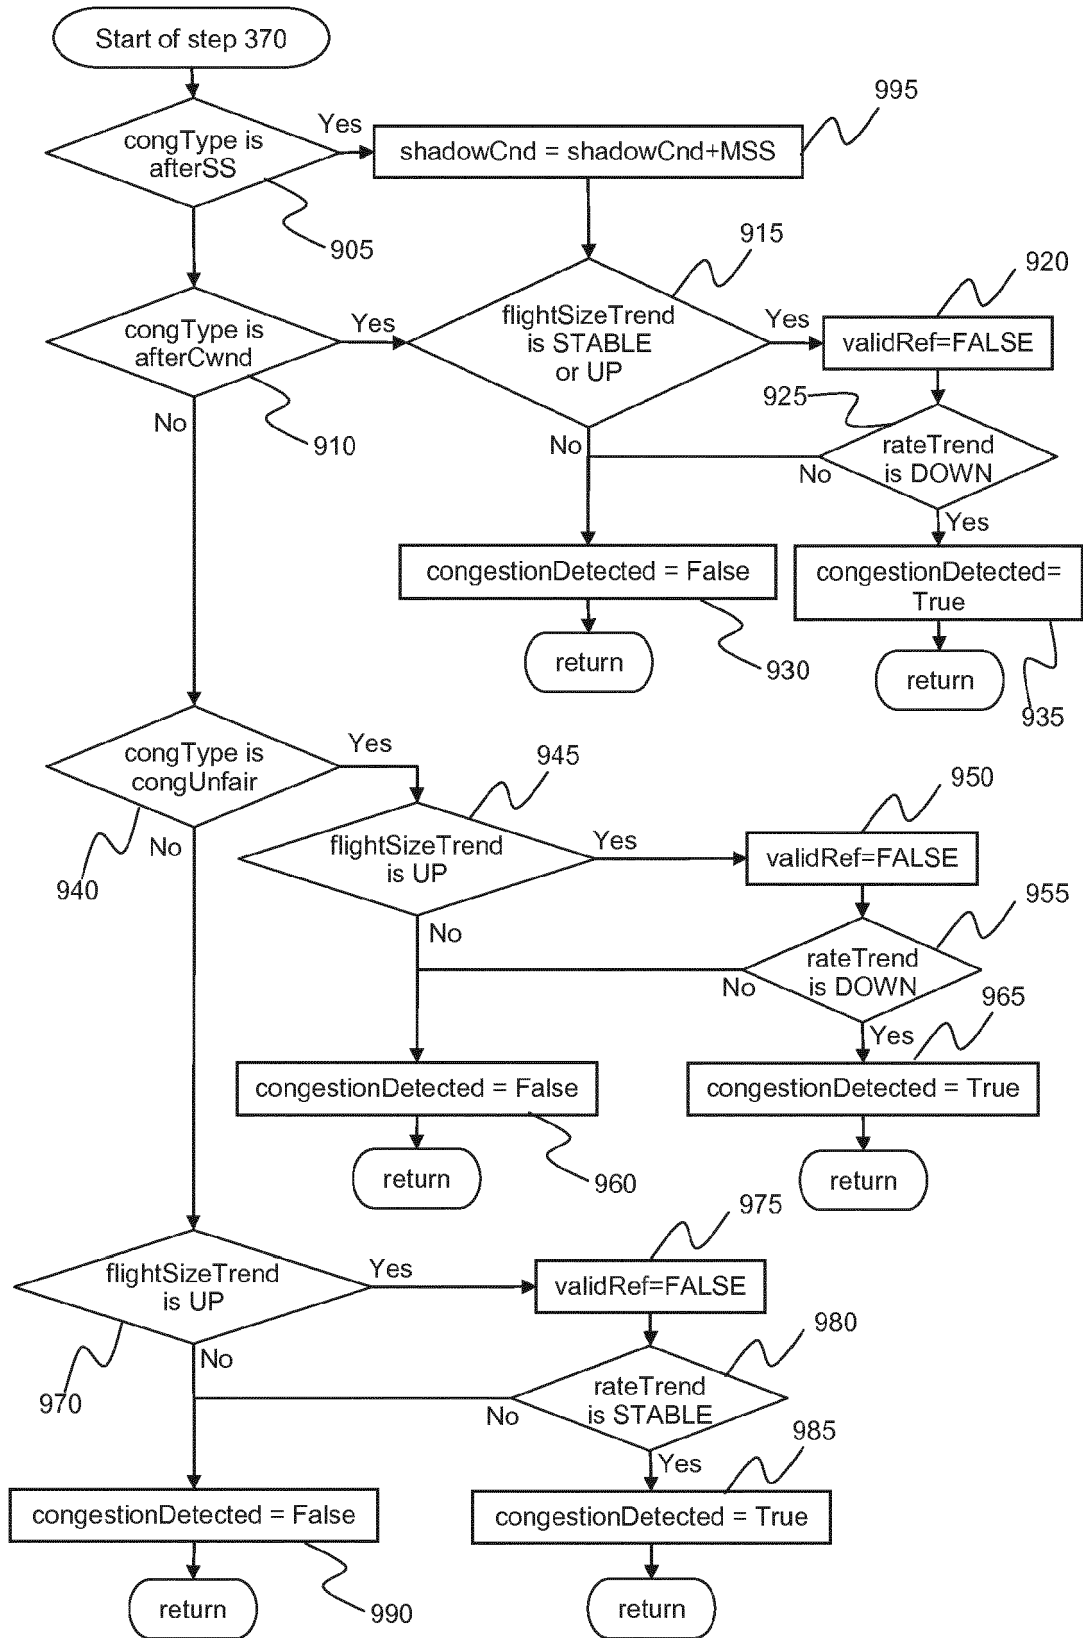 Start of step 370
995
Yes
congType is
afterSS
shadowCnd = shadowCnd+MSS
905
915
920
congType is
afterCwnd
Yes
flightSizeTrend
is STABLE
or UP
Yes
validRef=FALSE
925
No
910
No
No
rateTrend
is DOWN
Yes
congestionDetected = False
congestionDetected=
True
return
930
return
935
congType is
congUnfair
Yes
945
950
No
940
flightSizeTrend
is UP
Yes
validRef=FALSE
955
No
No
rateTrend
is DOWN
965
Yes
congestionDetected = False
congestionDetected = True
return
960
return
975
flightSizeTrend
is UP
Yes
validRef=FALSE
980
No
970
No
rateTrend
is STABLE
985
Yes
congestionDetected = False
congestionDetected = True
return
990
return